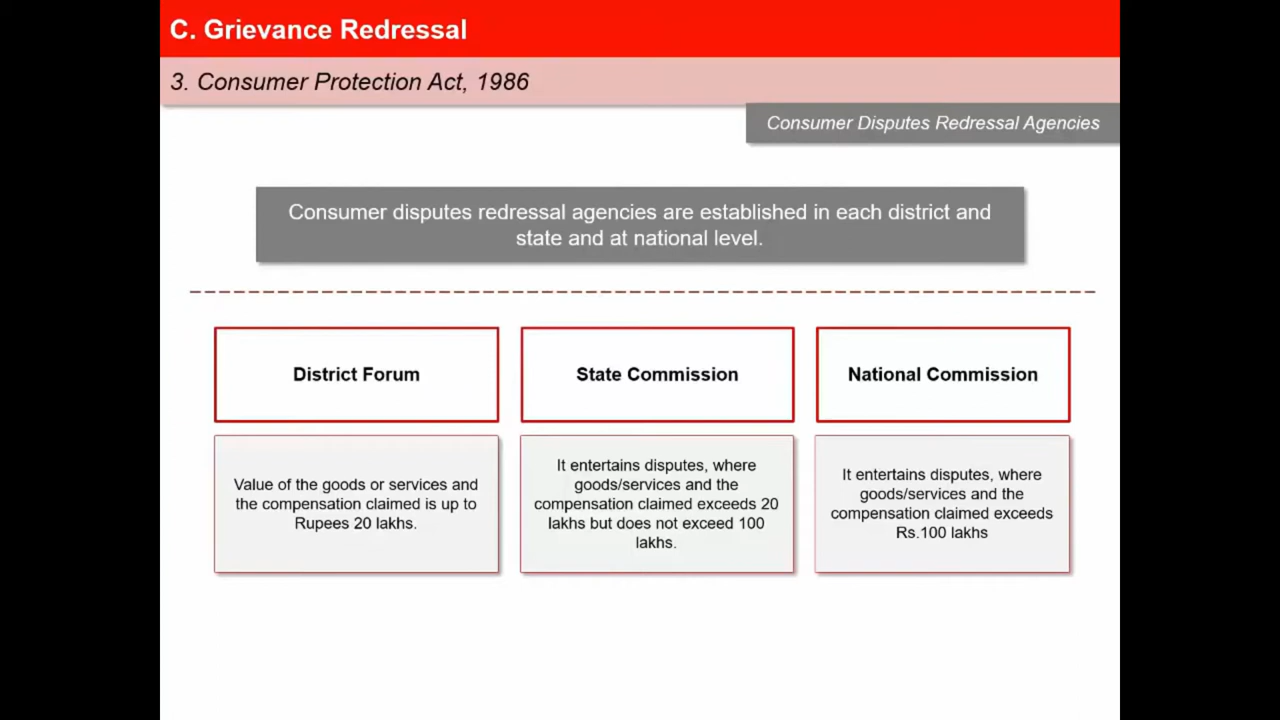 C. Grievance Redressal
3. Consumer Protection Act, 1986
Consumer Disputes Redressal Agencies
Consumer disputes redressal agencies are established in each district and
state and at national level.
District Forum
State Commission
National Commission
Value of the goods or services and
the compensation claimed is up to
Rupees 20 lakhs.
It entertains disputes, where
goods/services and the
compensation claimed exceeds 20
lakhs but does not exceed 100
lakhs.
It entertains disputes, where
goods/services and the
compensation claimed exceeds
Rs.100 lakhs